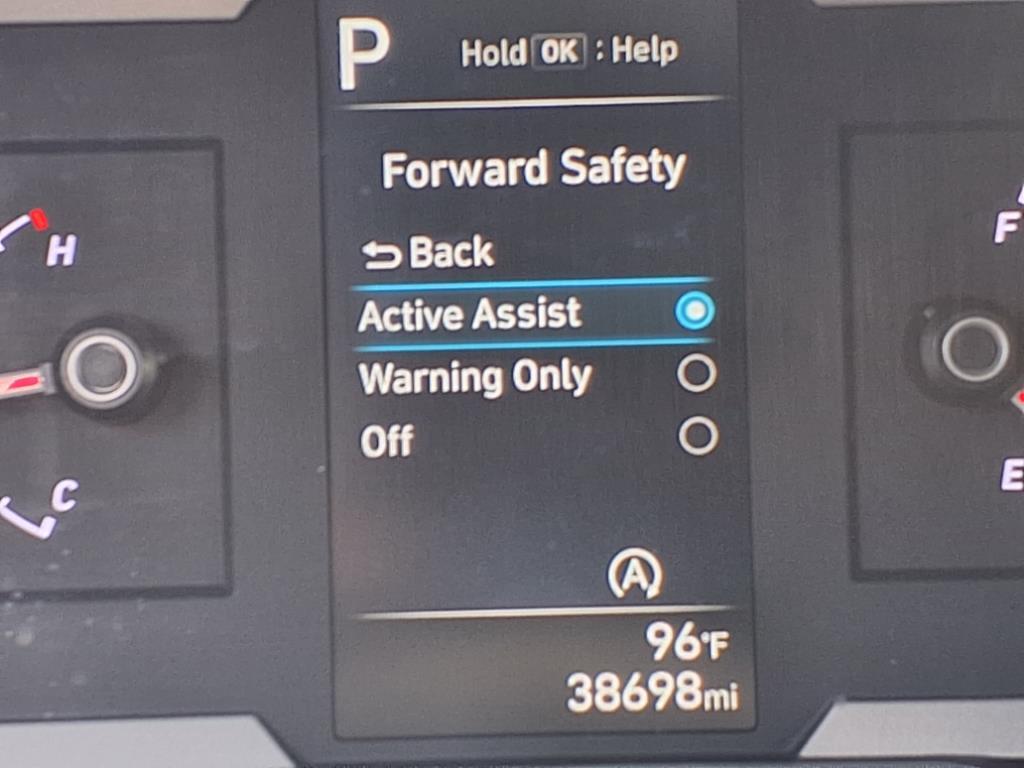 P
Hold OK : Help
Forward Safety
Back
H
F
Active Assist
Warning Only
Off
C
E
A
96°F
38698mi